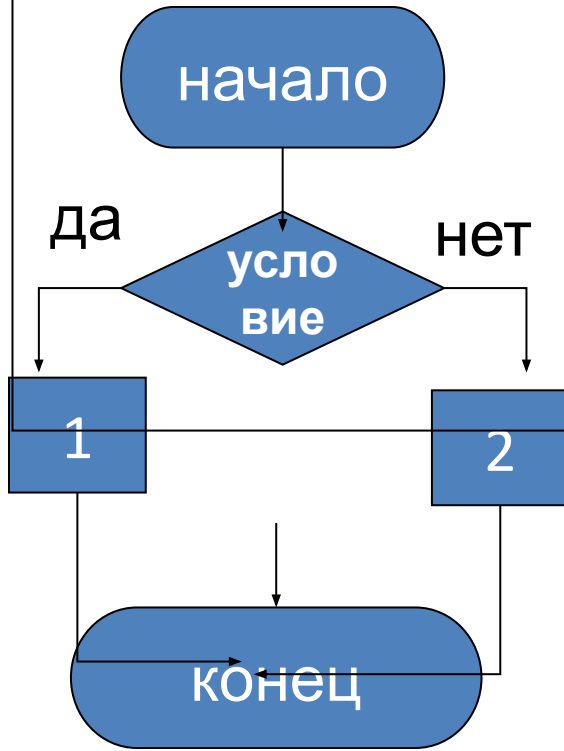 начало
да
нет
усло
вие
1
2
конец